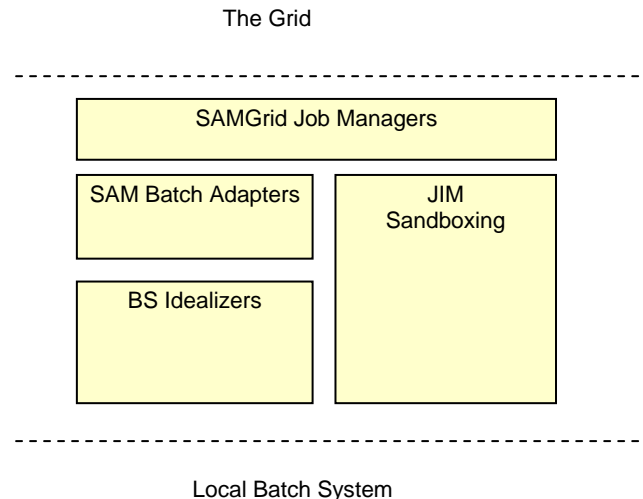 The Grid
SAMGrid Job Managers
SAM Batch Adapters
JIM
Sandboxing
BS Idealizers
Local Batch System